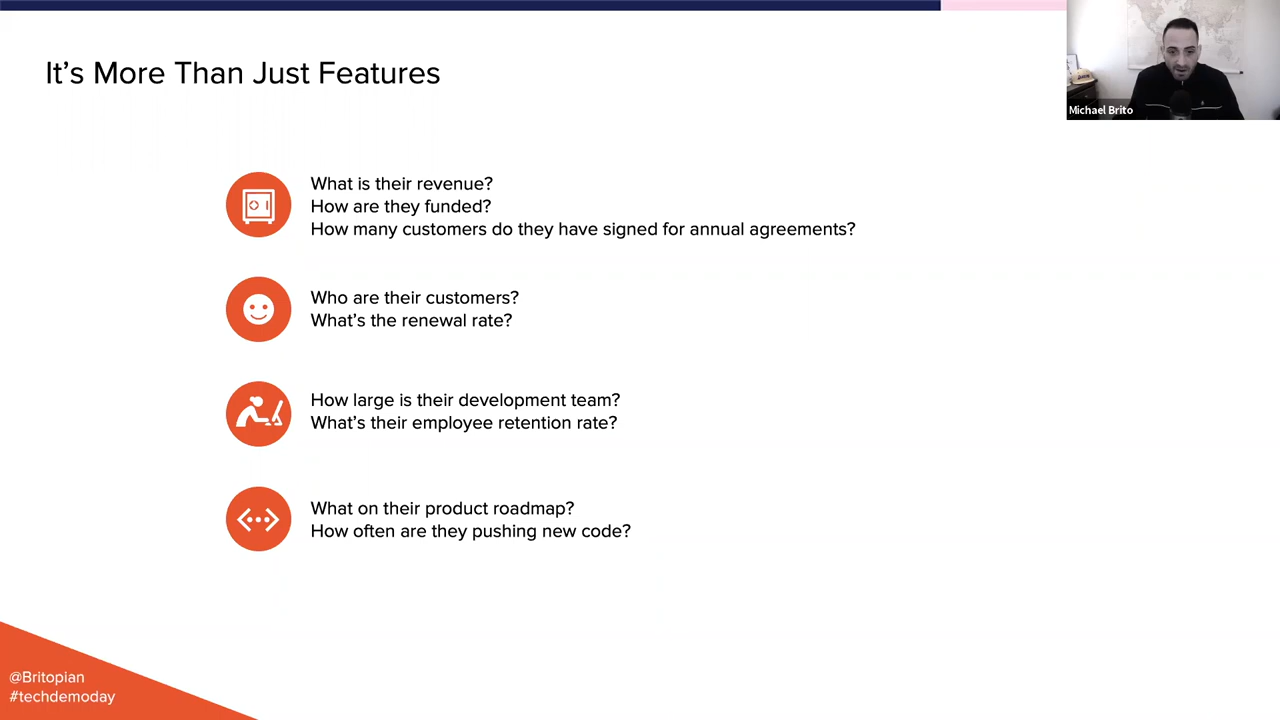 It’s More Than Just Features
Michael Brito
What is their revenue?
How are they funded?
How many customers do they have signed for annual agreements?
Who are their customers?
What’s the renewal rate?
How large is their development team?
What’s their employee retention rate?
What on their product roadmap?
How often are they pushing new code?
@Britopian
#techdemoday